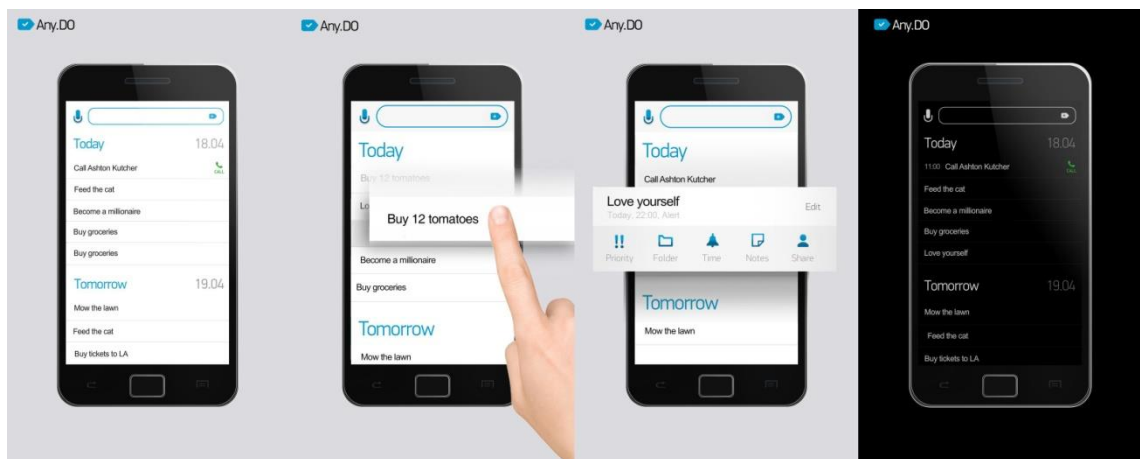 Any.DO
Today 18.04
Call Ashton Kutcher CALL
Feed the cat
Become a millionaire
Buy groceries
Buy groceries
Tomorrow 19.04
Mow the lawn
Feed the cat
Buy tickets to LA
Any.DO
Today
Buy 12 tomatoes
Lo
Buy 12 tomatoes
Become a millionaire
Buy groceries
Tomorrow
Mow the lawn
Any.DO
Today
Call Ashton Kutcher
Love yourself
Today, 22:00, Alert
Edit
!! 
Priority Folder Time Notes Share
Tomorrow
Mow the lawn
Any.DO
Today 18.04
11:00 Call Ashton Kutcher CALL
Feed the cat
Become a millionaire
Buy groceries
Love yourself
Tomorrow 19.04
Mow the lawn
Feed the cat
Buy tickets to LA